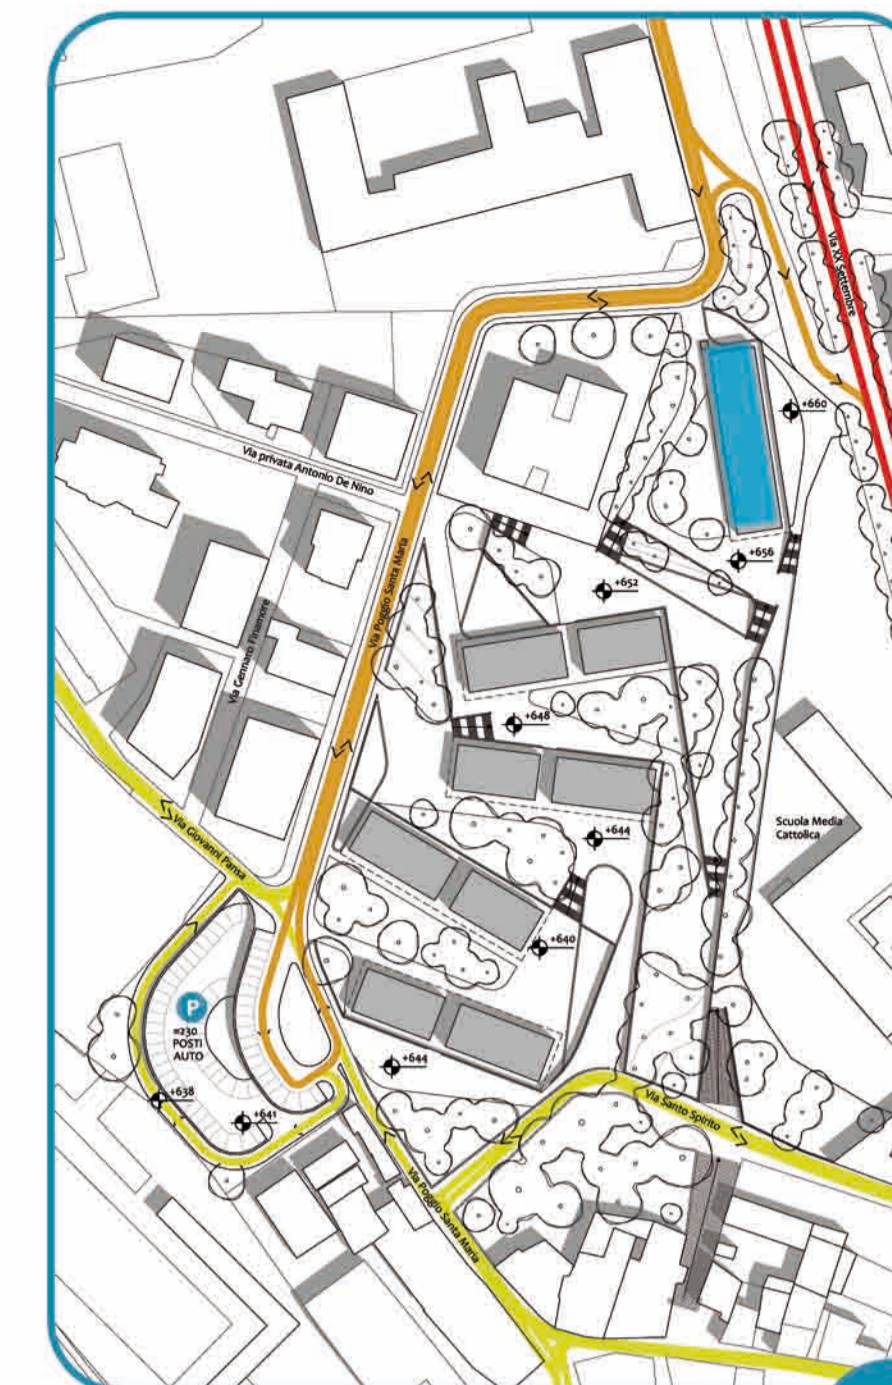 Via XX Settembre
+660
Via privata Antonio De Nino
+656
+652
Via Poggio Santa Maria
Via Gennaro Finamore
+648
Via Giovanni Pansa
+644
Scuola Media
Cattolica
+640
P
≈230
POSTI
AUTO
+644
+638
+641
Via Santo Spirito
Via Poggio Santa Maria